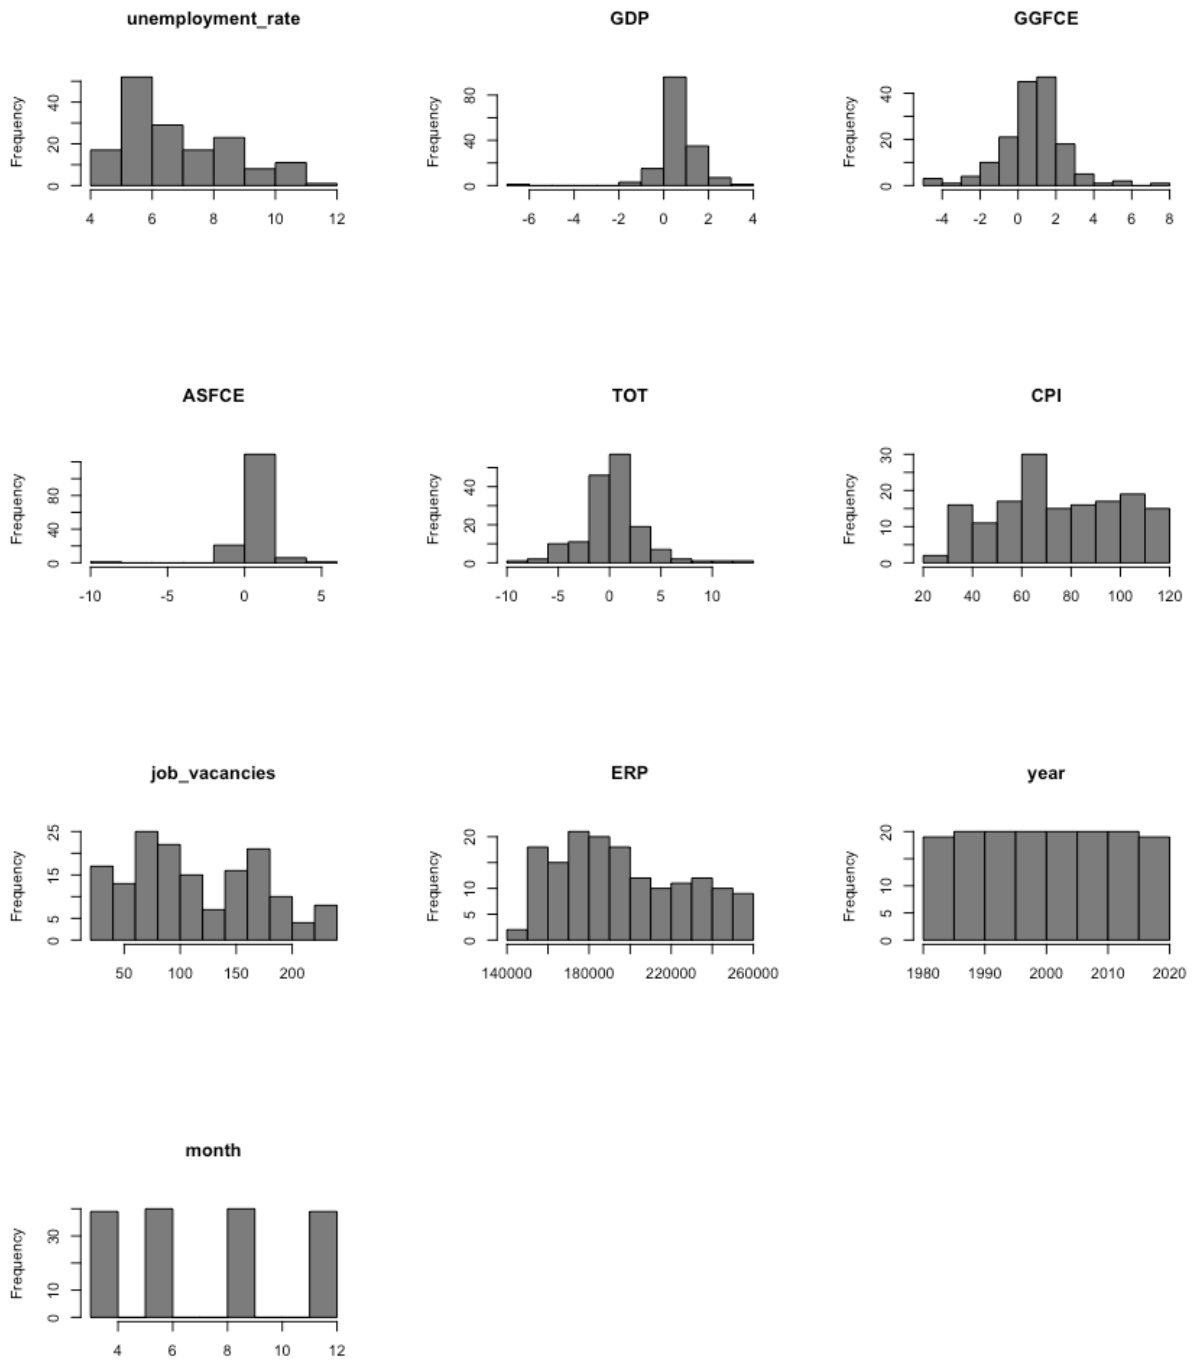 unemployment_rate
Frequency
0 20 40
4 6 8 10 12
GDP
Frequency
0 40 80
-6 -4 -2 0 2 4
GGFCE
Frequency
0 20 40
-4 -2 0 2 4 6 8
ASFCE
Frequency
0 40 80
-10 -5 0 5
TOT
Frequency
0 20 40
-10 -5 0 5 10
CPI
Frequency
0 10 20 30
20 40 60 80 100 120
job_vacancies
Frequency
0 5 15 25
50 100 150 200
ERP
Frequency
0 5 10 20
140000 180000 220000 260000
year
Frequency
0 5 10 20
1980 1990 2000 2010 2020
month
Frequency
0 10 30
4 6 8 10 12